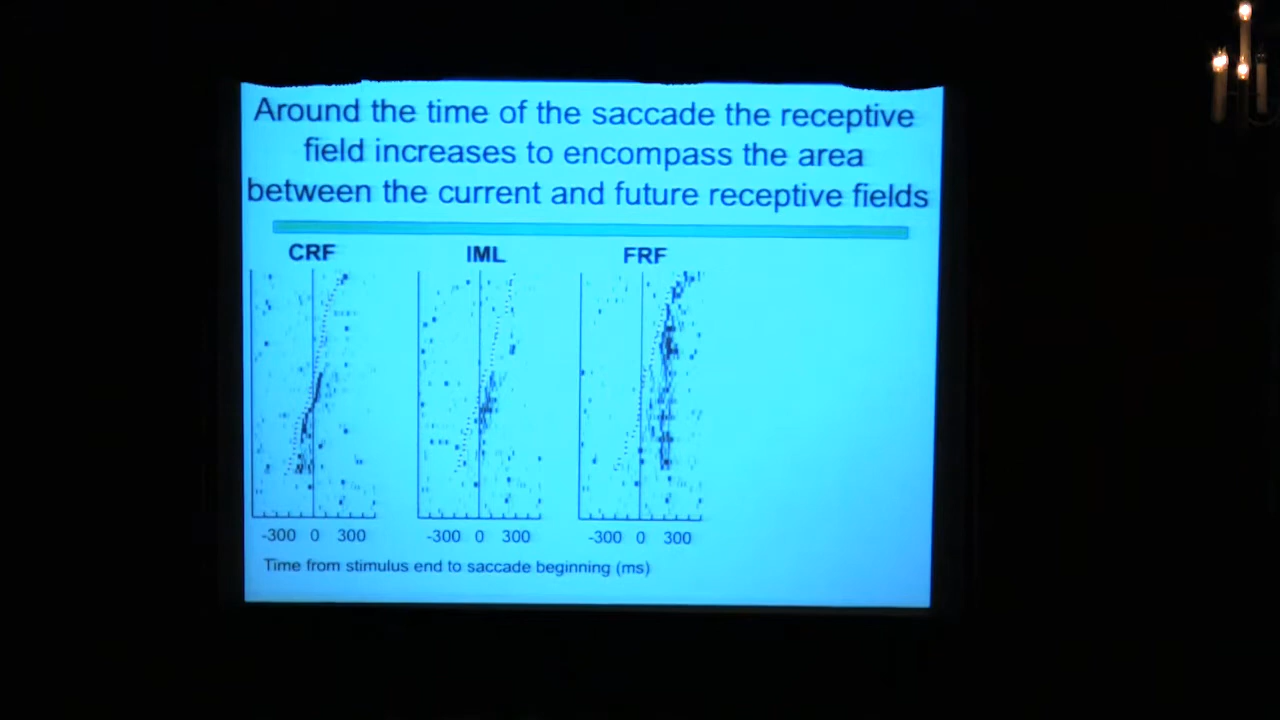 Around the time of the saccade the receptive
field increases to encompass the area
between the current and future receptive fields
CRF IML FRF
-300 0 300 -300 0 300 -300 0 300
Time from stimulus end to saccade beginning (ms)